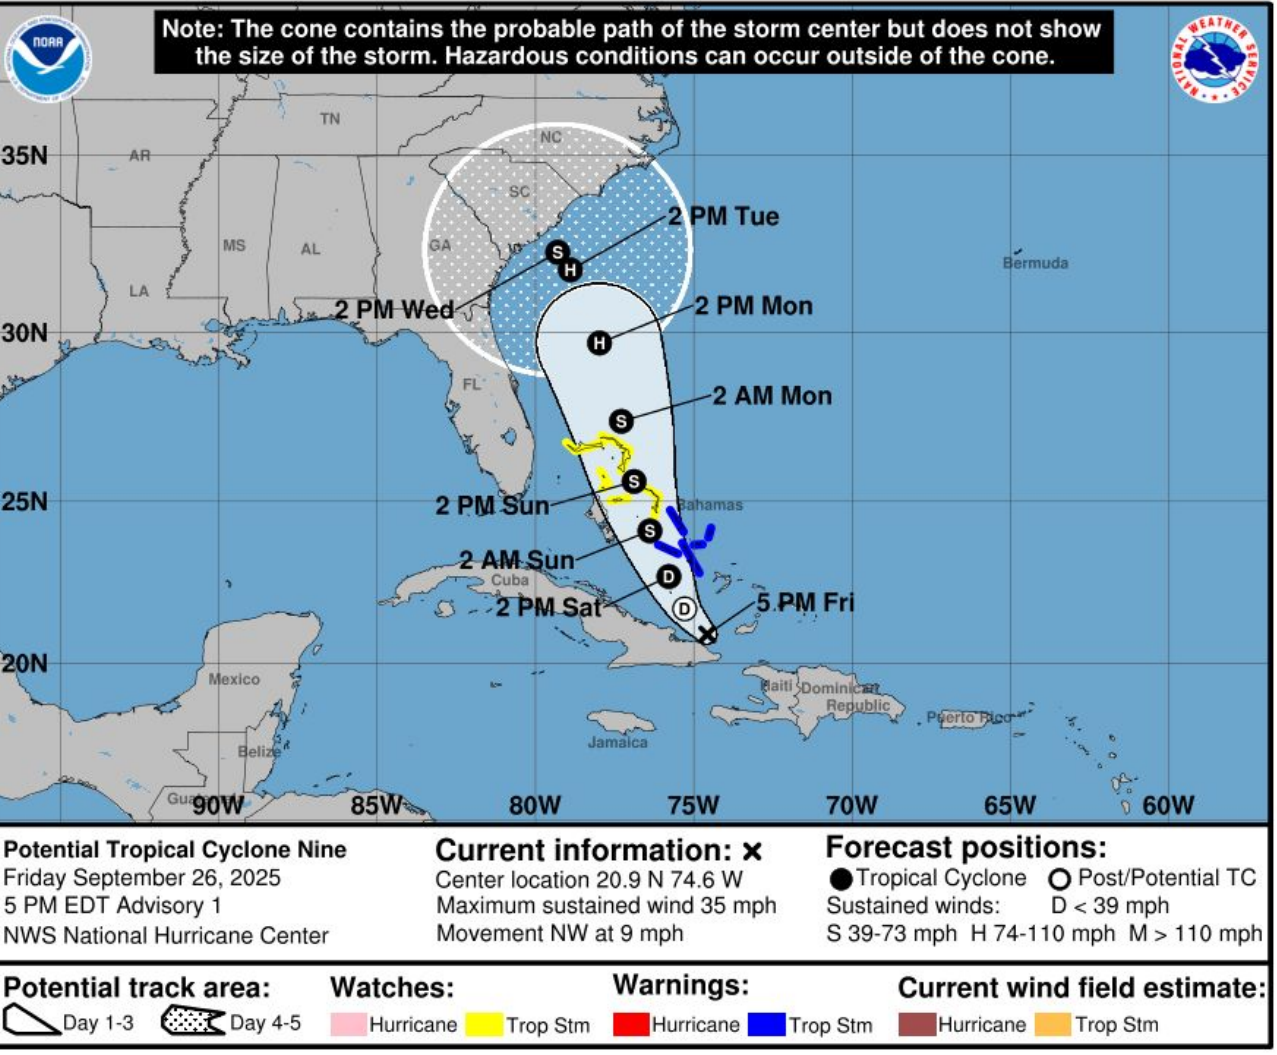 Note: The cone contains the probable path of the storm center but does not show
the size of the storm. Hazardous conditions can occur outside of the cone.
NOAA
NATIONAL WEATHER SERVICE
TN
NC
AR
35N
SC
2 PM Tue
MS
AL
GA
Bermuda
LA
2 PM Wed
2 PM Mon
30N
FL
2 AM Mon
S
H
H
S
S
S
D
D
2 PM Sun
25N
Bahamas
2 AM Sun
Cuba
2 PM Sat
5 PM Fri
20N
Mexico
Haiti
Dominican
Republic
Puerto Rico
Jamaica
Belize
90W
85W
80W
75W
70W
65W
60W
Potential Tropical Cyclone Nine
Friday September 26, 2025
5 PM EDT Advisory 1
NWS National Hurricane Center
Current information: x
Center location 20.9 N 74.6 W
Maximum sustained wind 35 mph
Movement NW at 9 mph
Forecast positions:
Tropical Cyclone Post/Potential TC
Sustained winds: D < 39 mph
S 39-73 mph H 74-110 mph M > 110 mph
Potential track area:
Day 1-3 Day 4-5
Watches:
Hurricane Trop Stm
Warnings:
Hurricane Trop Stm
Current wind field estimate:
Hurricane Trop Stm